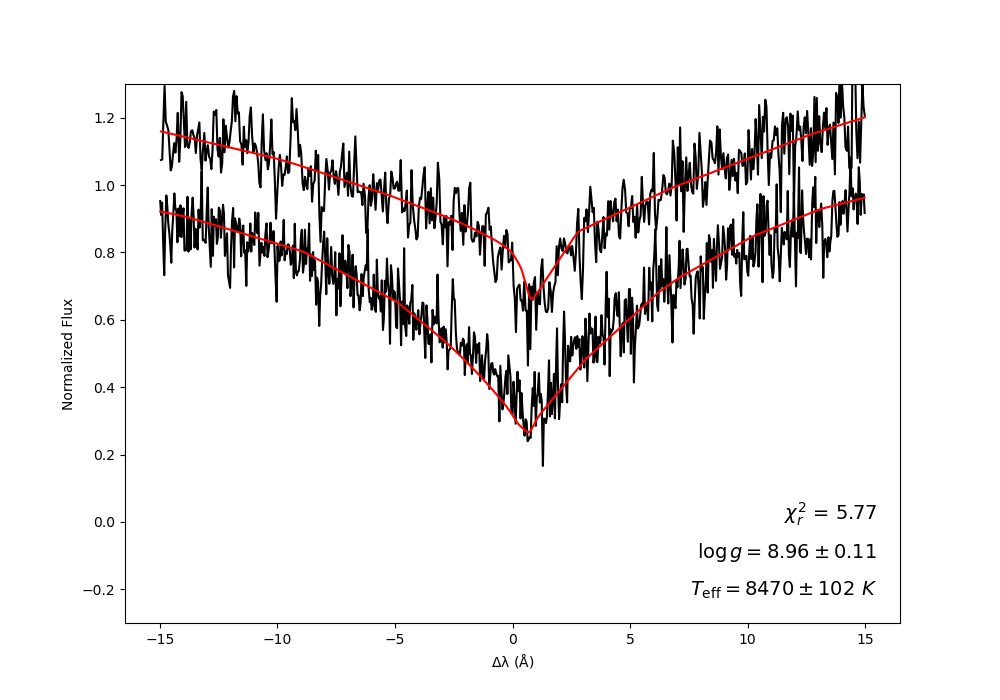 1.2
1.0
0.8
0.6
0.4
0.2
0.0
−0.2
Normalized Flux
χ²ᵣ = 5.77
log g = 8.96 ± 0.11
T_eff = 8470 ± 102 K
−15 −10 −5 0 5 10 15
Δλ (Å)